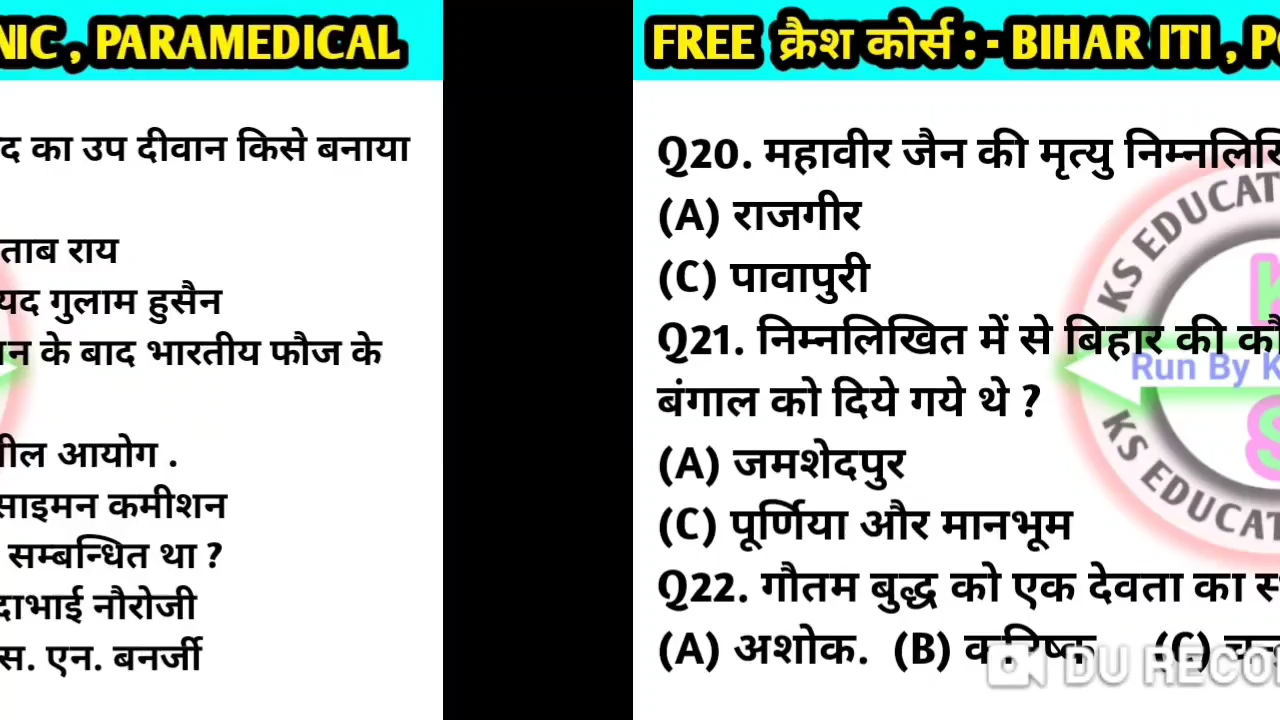 NIC , PARAMEDICAL
द का उप दीवान किसे बनाया
ताब राय
यद गुलाम हुसैन
न के बाद भारतीय फौज के
ील आयोग .
साइमन कमीशन
सम्बन्धित था ?
दाभाई नौरोजी
स. एन. बनर्जी
FREE क्रैश कोर्स : - BIHAR ITI , PO
Q20. महावीर जैन की मृत्यु निम्नलिखि
(A) राजगीर
(C) पावापुरी
Q21. निम्नलिखित में से बिहार की कौ
बंगाल को दिये गये थे ?
(A) जमशेदपुर
(C) पूर्णिया और मानभूम
Q22. गौतम बुद्ध को एक देवता का स्
(A) अशोक. (B) कनिष्क (C)
KS EDUCAT
Run By K
S
KS EDUCAT
DU RECO